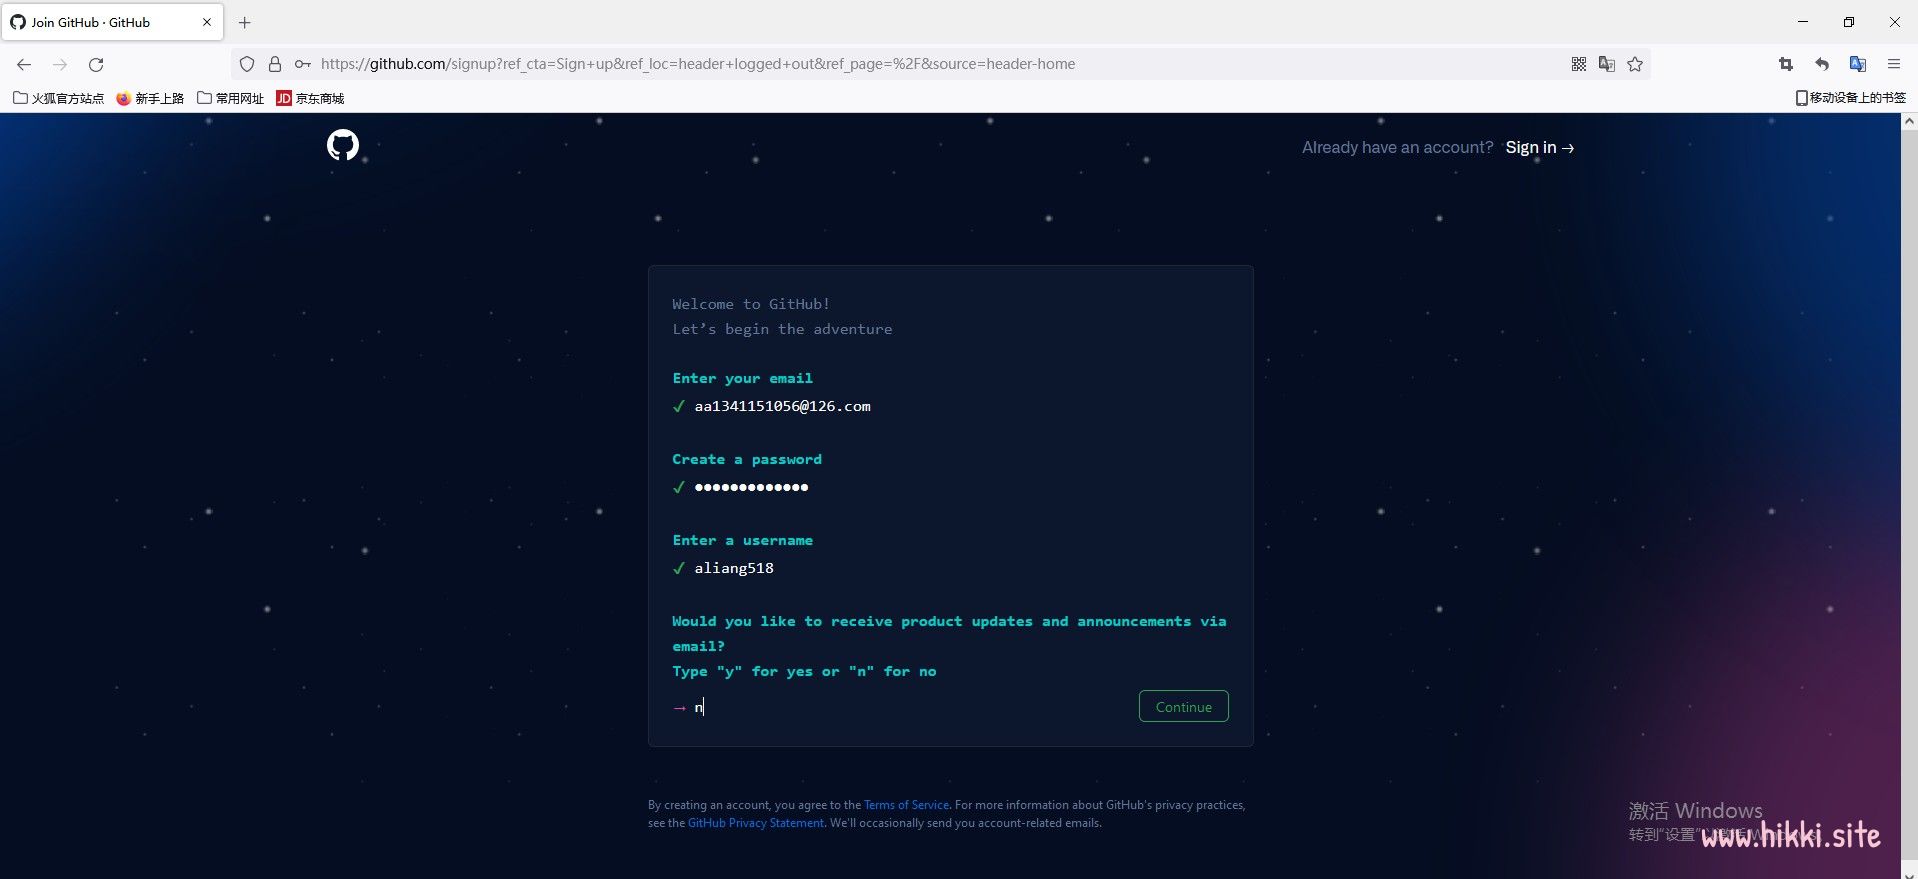 Join GitHub · GitHub
https://github.com/signup?ref_cta=Sign+up&ref_loc=header+logged+out&ref_page=%2F&source=header-home
火狐官方站点 新手上路 常用网址 JD 京东商城 移动设备上的书签
Already have an account? Sign in →
Welcome to GitHub!
Let’s begin the adventure
Enter your email
✓ aa1341151056@126.com
Create a password
✓ •••••••••••••
Enter a username
✓ aliang518
Would you like to receive product updates and announcements via
email?
Type "y" for yes or "n" for no
→ n Continue
By creating an account, you agree to the Terms of Service. For more information about GitHub's privacy practices,
see the GitHub Privacy Statement. We'll occasionally send you account-related emails.
激活 Windows
转到“设置”
www.hikki.site